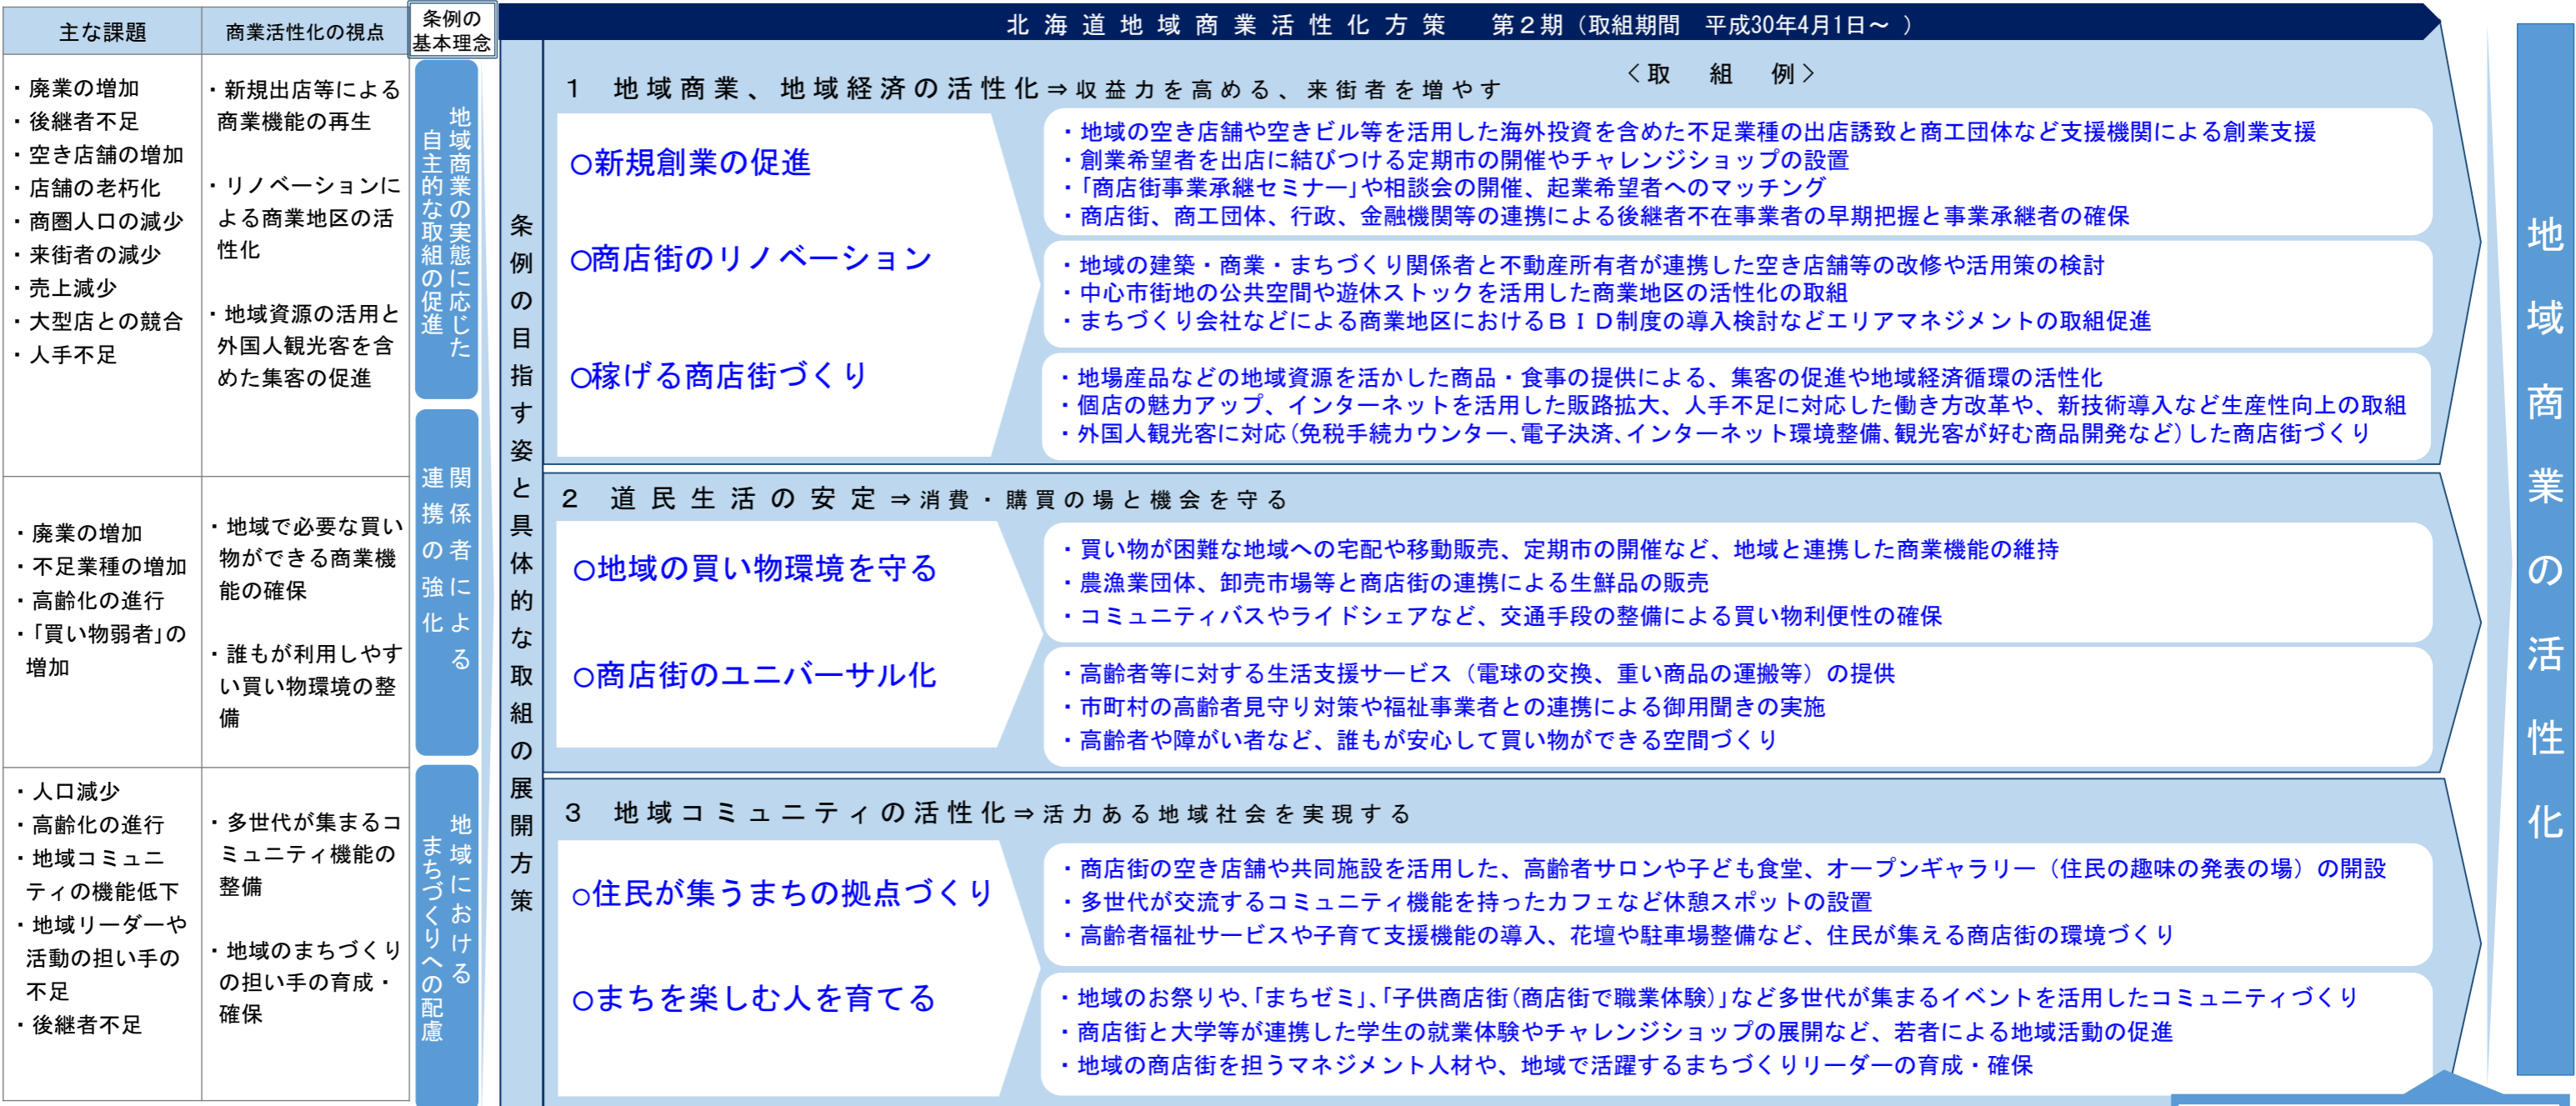 主な課題
商業活性化の視点
条例の
基本理念
北海道地域商業活性化方策　第２期（取組期間　平成30年4月1日～ ）
・廃業の増加
・後継者不足
・空き店舗の増加
・店舗の老朽化
・商圏人口の減少
・来街者の減少
・売上減少
・大型店との競合
・人手不足
・新規出店等による
商業機能の再生
・リノベーションに
よる商業地区の活
性化
・地域資源の活用と
外国人観光客を含
めた集客の促進
・廃業の増加
・不足業種の増加
・高齢化の進行
・「買い物弱者」の
増加
・地域で必要な買い
物ができる商業機
能の確保
・誰もが利用しやす
い買い物環境の整
備
・人口減少
・高齢化の進行
・地域コミュニ
ティの機能低下
・地域リーダーや
活動の担い手の
不足
・後継者不足
・多世代が集まるコ
ミュニティ機能の
整備
・地域のまちづくり
の担い手の育成・
確保
地域商業の実態に応じた
自主的な取組の促進
関係者による
連携の強化
地域における
まちづくりへの配慮
条例の目指す姿と具体的な取組の展開方策
１　地域商業、地域経済の活性化⇒収益力を高める、来街者を増やす
＜取　組　例＞
○新規創業の促進
・地域の空き店舗や空きビル等を活用した海外投資を含めた不足業種の出店誘致と商工団体など支援機関による創業支援
・創業希望者を出店に結びつける定期市の開催やチャレンジショップの設置
・「商店街事業承継セミナー」や相談会の開催、起業希望者へのマッチング
・商店街、商工団体、行政、金融機関等の連携による後継者不在事業者の早期把握と事業承継者の確保
○商店街のリノベーション
・地域の建築・商業・まちづくり関係者と不動産所有者が連携した空き店舗等の改修や活用策の検討
・中心市街地の公共空間や遊休ストックを活用した商業地区の活性化の取組
・まちづくり会社などによる商業地区におけるＢＩＤ制度の導入検討などエリアマネジメントの取組促進
○稼げる商店街づくり
・地場産品などの地域資源を活かした商品・食事の提供による、集客の促進や地域経済循環の活性化
・個店の魅力アップ、インターネットを活用した販路拡大、人手不足に対応した働き方改革や、新技術導入など生産性向上の取組
・外国人観光客に対応（免税手続カウンター、電子決済、インターネット環境整備、観光客が好む商品開発など）した商店街づくり
２　道民生活の安定⇒消費・購買の場と機会を守る
○地域の買い物環境を守る
・買い物が困難な地域への宅配や移動販売、定期市の開催など、地域と連携した商業機能の維持
・農漁業団体、卸売市場等と商店街の連携による生鮮品の販売
・コミュニティバスやライドシェアなど、交通手段の整備による買い物利便性の確保
○商店街のユニバーサル化
・高齢者等に対する生活支援サービス（電球の交換、重い商品の運搬等）の提供
・市町村の高齢者見守り対策や福祉事業者との連携による御用聞きの実施
・高齢者や障がい者など、誰もが安心して買い物ができる空間づくり
３　地域コミュニティの活性化⇒活力ある地域社会を実現する
○住民が集うまちの拠点づくり
・商店街の空き店舗や共同施設を活用した、高齢者サロンや子ども食堂、オープンギャラリー（住民の趣味の発表の場）の開設
・多世代が交流するコミュニティ機能を持ったカフェなど休憩スポットの設置
・高齢者福祉サービスや子育て支援機能の導入、花壇や駐車場整備など、住民が集える商店街の環境づくり
○まちを楽しむ人を育てる
・地域のお祭りや、「まちゼミ」、「子供商店街（商店街で職業体験）」など多世代が集まるイベントを活用したコミュニティづくり
・商店街と大学等が連携した学生の就業体験やチャレンジショップの展開など、若者による地域活動の促進
・地域の商店街を担うマネジメント人材や、地域で活躍するまちづくりリーダーの育成・確保
地域商業の活性化